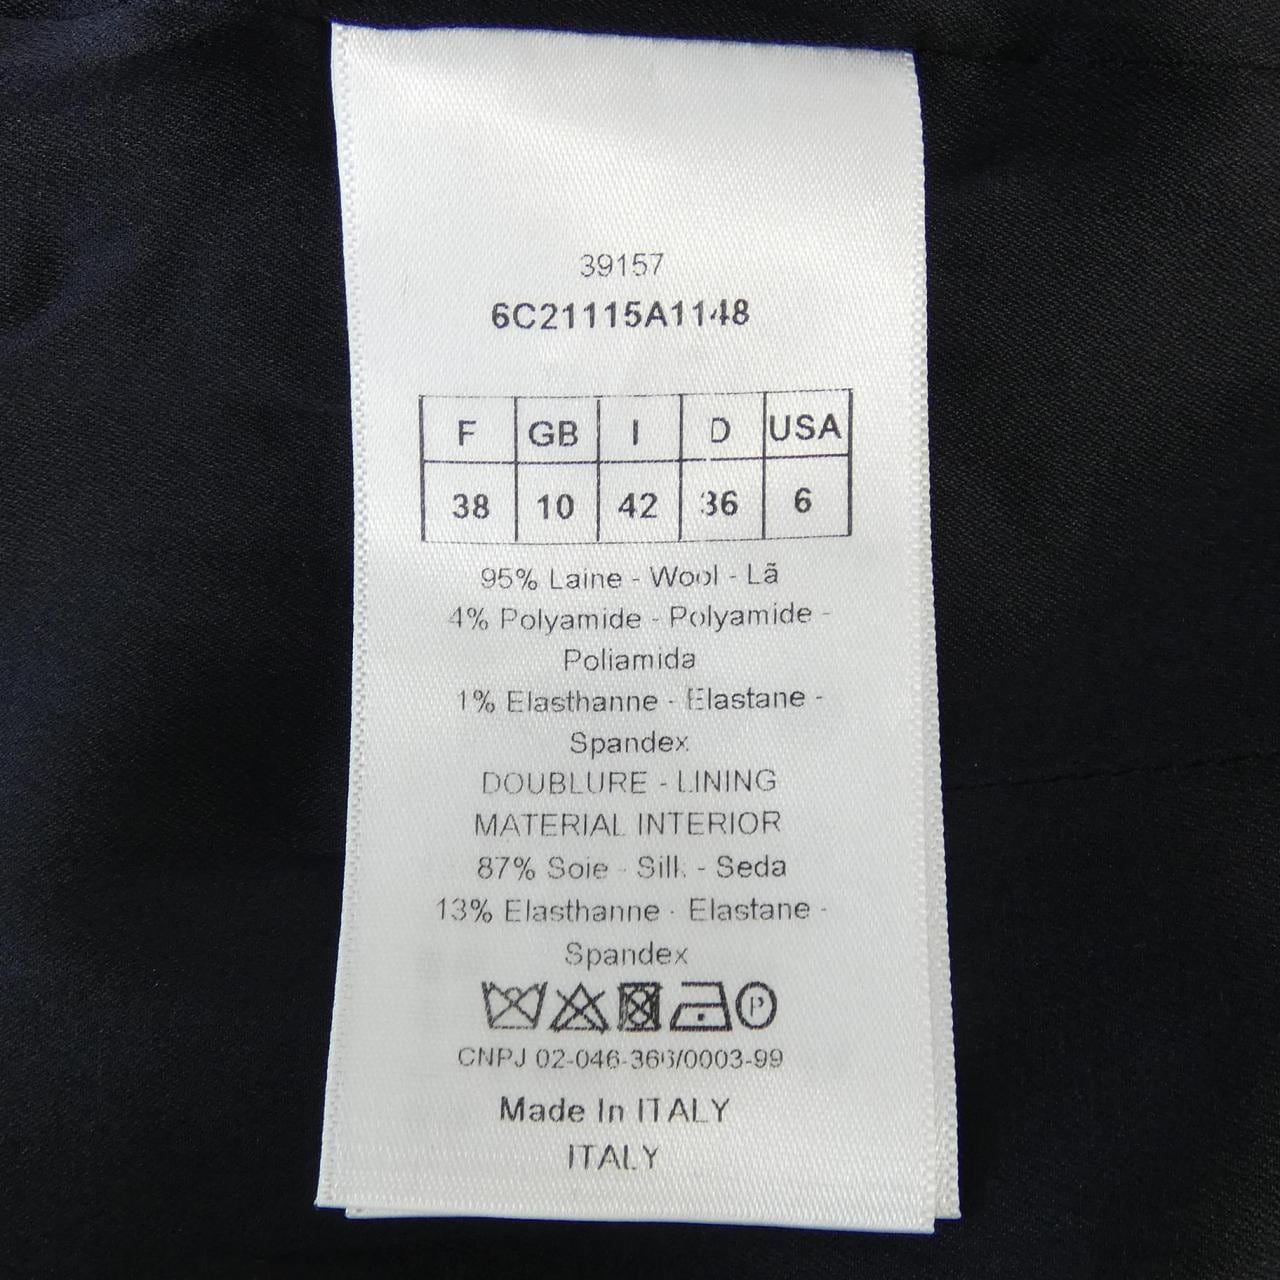 39157
6C21115A1148
F GB I D USA
38 10 42 36 6
95% Laine - Wool - Lã
4% Polyamide - Polyamide -
Poliamida
1% Elasthanne - Elastane -
Spandex
DOUBLURE - LINING
MATERIAL INTERIOR
87% Soie - Silk - Seda
13% Elasthanne - Elastane -
Spandex
P
CNPJ 02-046-366/0003-99
Made In ITALY
ITALY